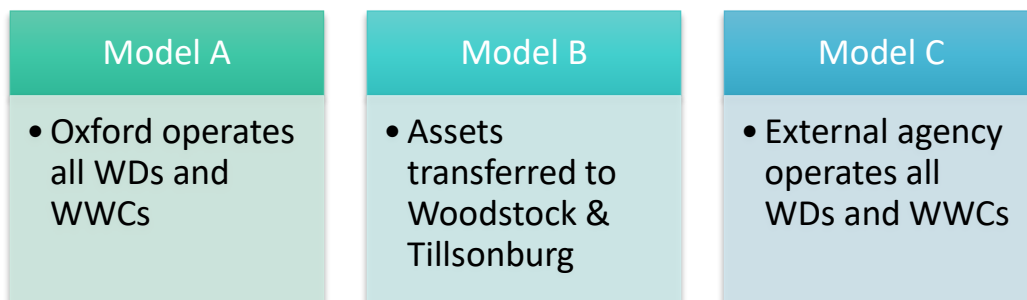 Model A
• Oxford operates
all WDs and
WWCs
Model B
• Assets
transferred to
Woodstock &
Tillsonburg
Model C
• External agency
operates all
WDs and WWCs